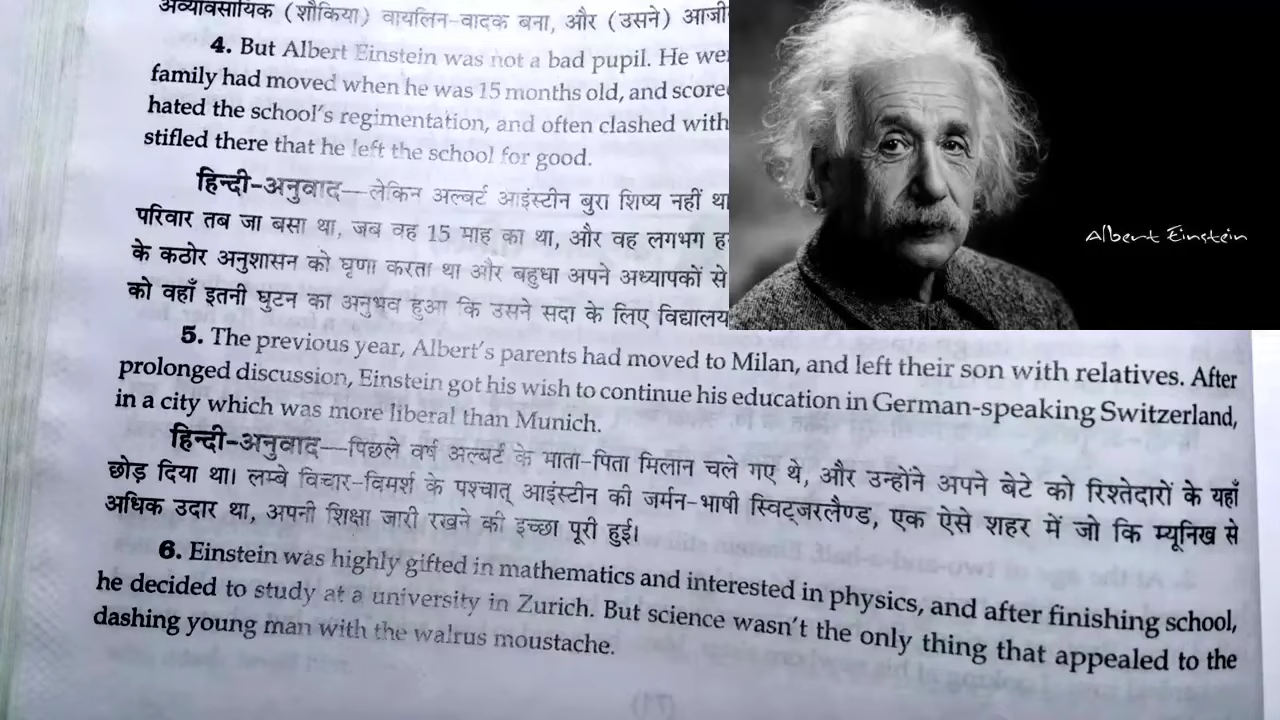 अव्यावसायिक (शौकिया) वायलिन-वादक बना, और (उसने) आजी
4. But Albert Einstein was not a bad pupil. He we
family had moved when he was 15 months old, and score
hated the school's regimentation, and often clashed with
stifled there that he left the school for good.
हिन्दी-अनुवाद—लेकिन अल्बर्ट आइंस्टीन बुरा शिष्य नहीं था
परिवार तब जा बसा था, जब वह 15 माह का था, और वह लगभग ह
के कठोर अनुशासन को घृणा करता था और बहुधा अपने अध्यापकों से
को वहाँ इतनी घुटन का अनुभव हुआ कि उसने सदा के लिए विद्यालय
Albert Einstein
5. The previous year, Albert's parents had moved to Milan, and left their son with relatives. After
prolonged discussion, Einstein got his wish to continue his education in German-speaking Switzerland,
in a city which was more liberal than Munich.
हिन्दी-अनुवाद—पिछले वर्ष अल्बर्ट के माता-पिता मिलान चले गए थे, और उन्होंने अपने बेटे को रिश्तेदारों के यहाँ
छोड़ दिया था। लम्बे विचार-विमर्श के पश्चात् आइंस्टीन की जर्मन-भाषी स्विट्जरलैण्ड, एक ऐसे शहर में जो कि म्यूनिख से
अधिक उदार था, अपनी शिक्षा जारी रखने की इच्छा पूरी हुई।
6. Einstein was highly gifted in mathematics and interested in physics, and after finishing school,
he decided to study at a university in Zurich. But science wasn't the only thing that appealed to the
dashing young man with the walrus moustache.